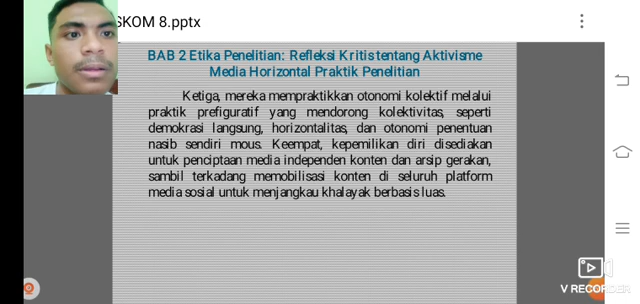 SKOM 8.pptx
BAB 2 Etika Penelitian: Refleksi Kritis tentang Aktivisme
Media Horizontal Praktik Penelitian
Ketiga, mereka mempraktikkan otonomi kolektif melalui
praktik prefiguratif yang mendorong kolektivitas, seperti
demokrasi langsung, horizontalitas, dan otonomi penentuan
nasib sendiri mous. Keempat, kepemilikan diri disediakan
untuk penciptaan media independen konten dan arsip gerakan,
sambil terkadang memobilisasi konten di seluruh platform
media sosial untuk menjangkau khalayak berbasis luas.
V RECORDER